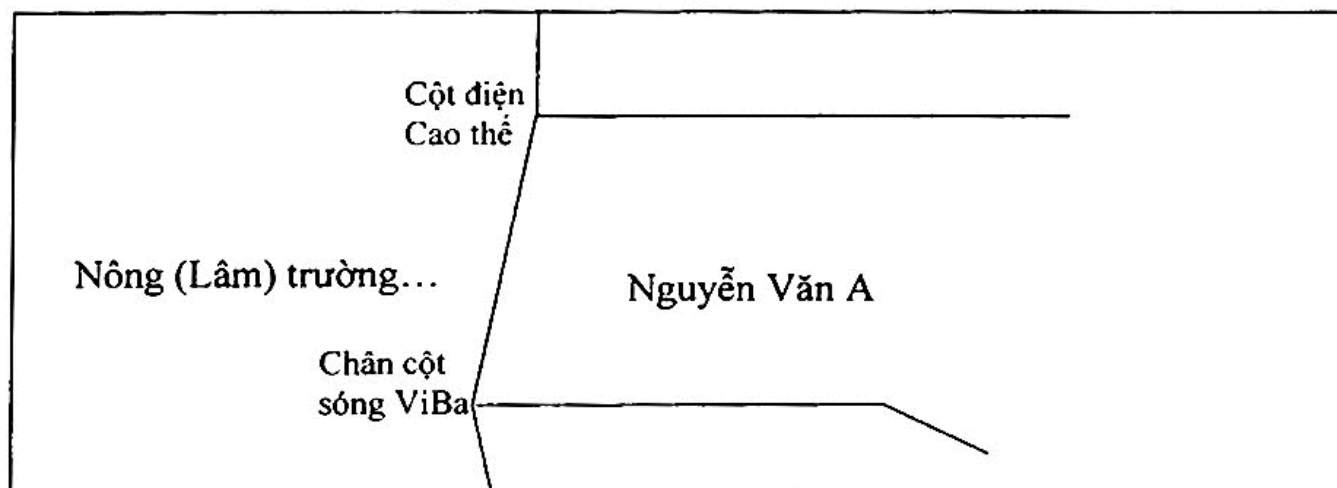 Cột điện
Cao thế
Nông (Lâm) trường...
Nguyễn Văn A
Chân cột
sóng ViBa